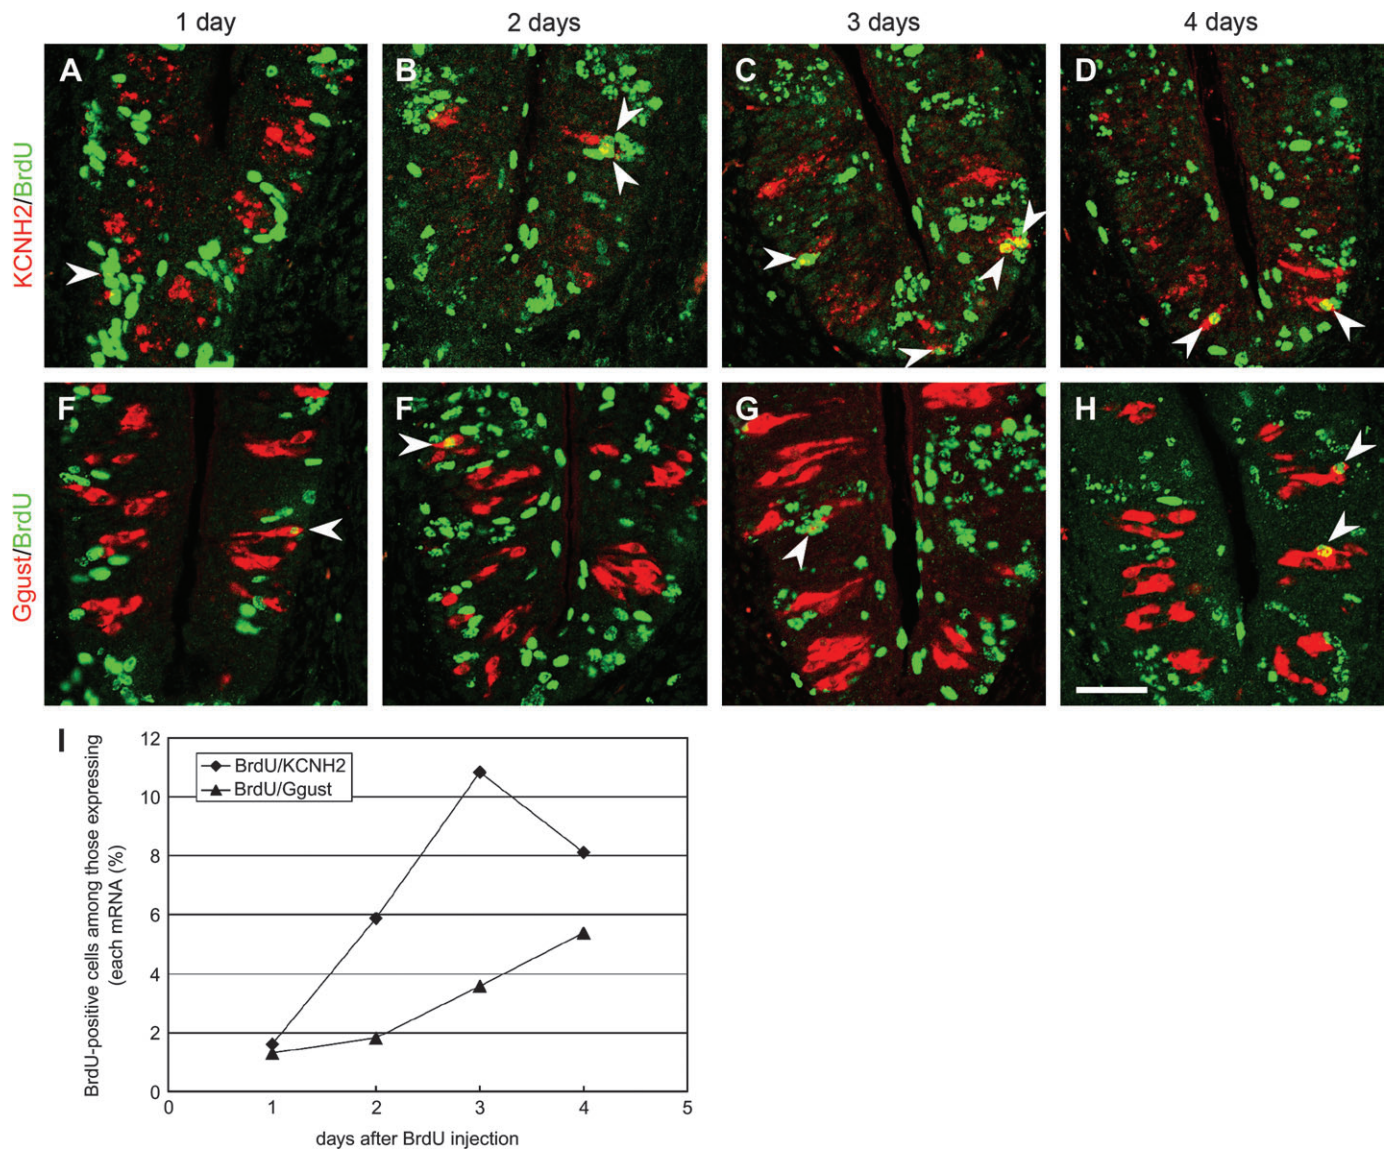 1 day
2 days
3 days
4 days
KCNH2/BrdU
A
B
C
D
Ggust/BrdU
F
F
G
H
I
BrdU-positive cells among those expressing
(each mRNA (%)
12
10
8
6
4
2
0
BrdU/KCNH2
BrdU/Ggust
0 1 2 3 4 5
days after BrdU injection